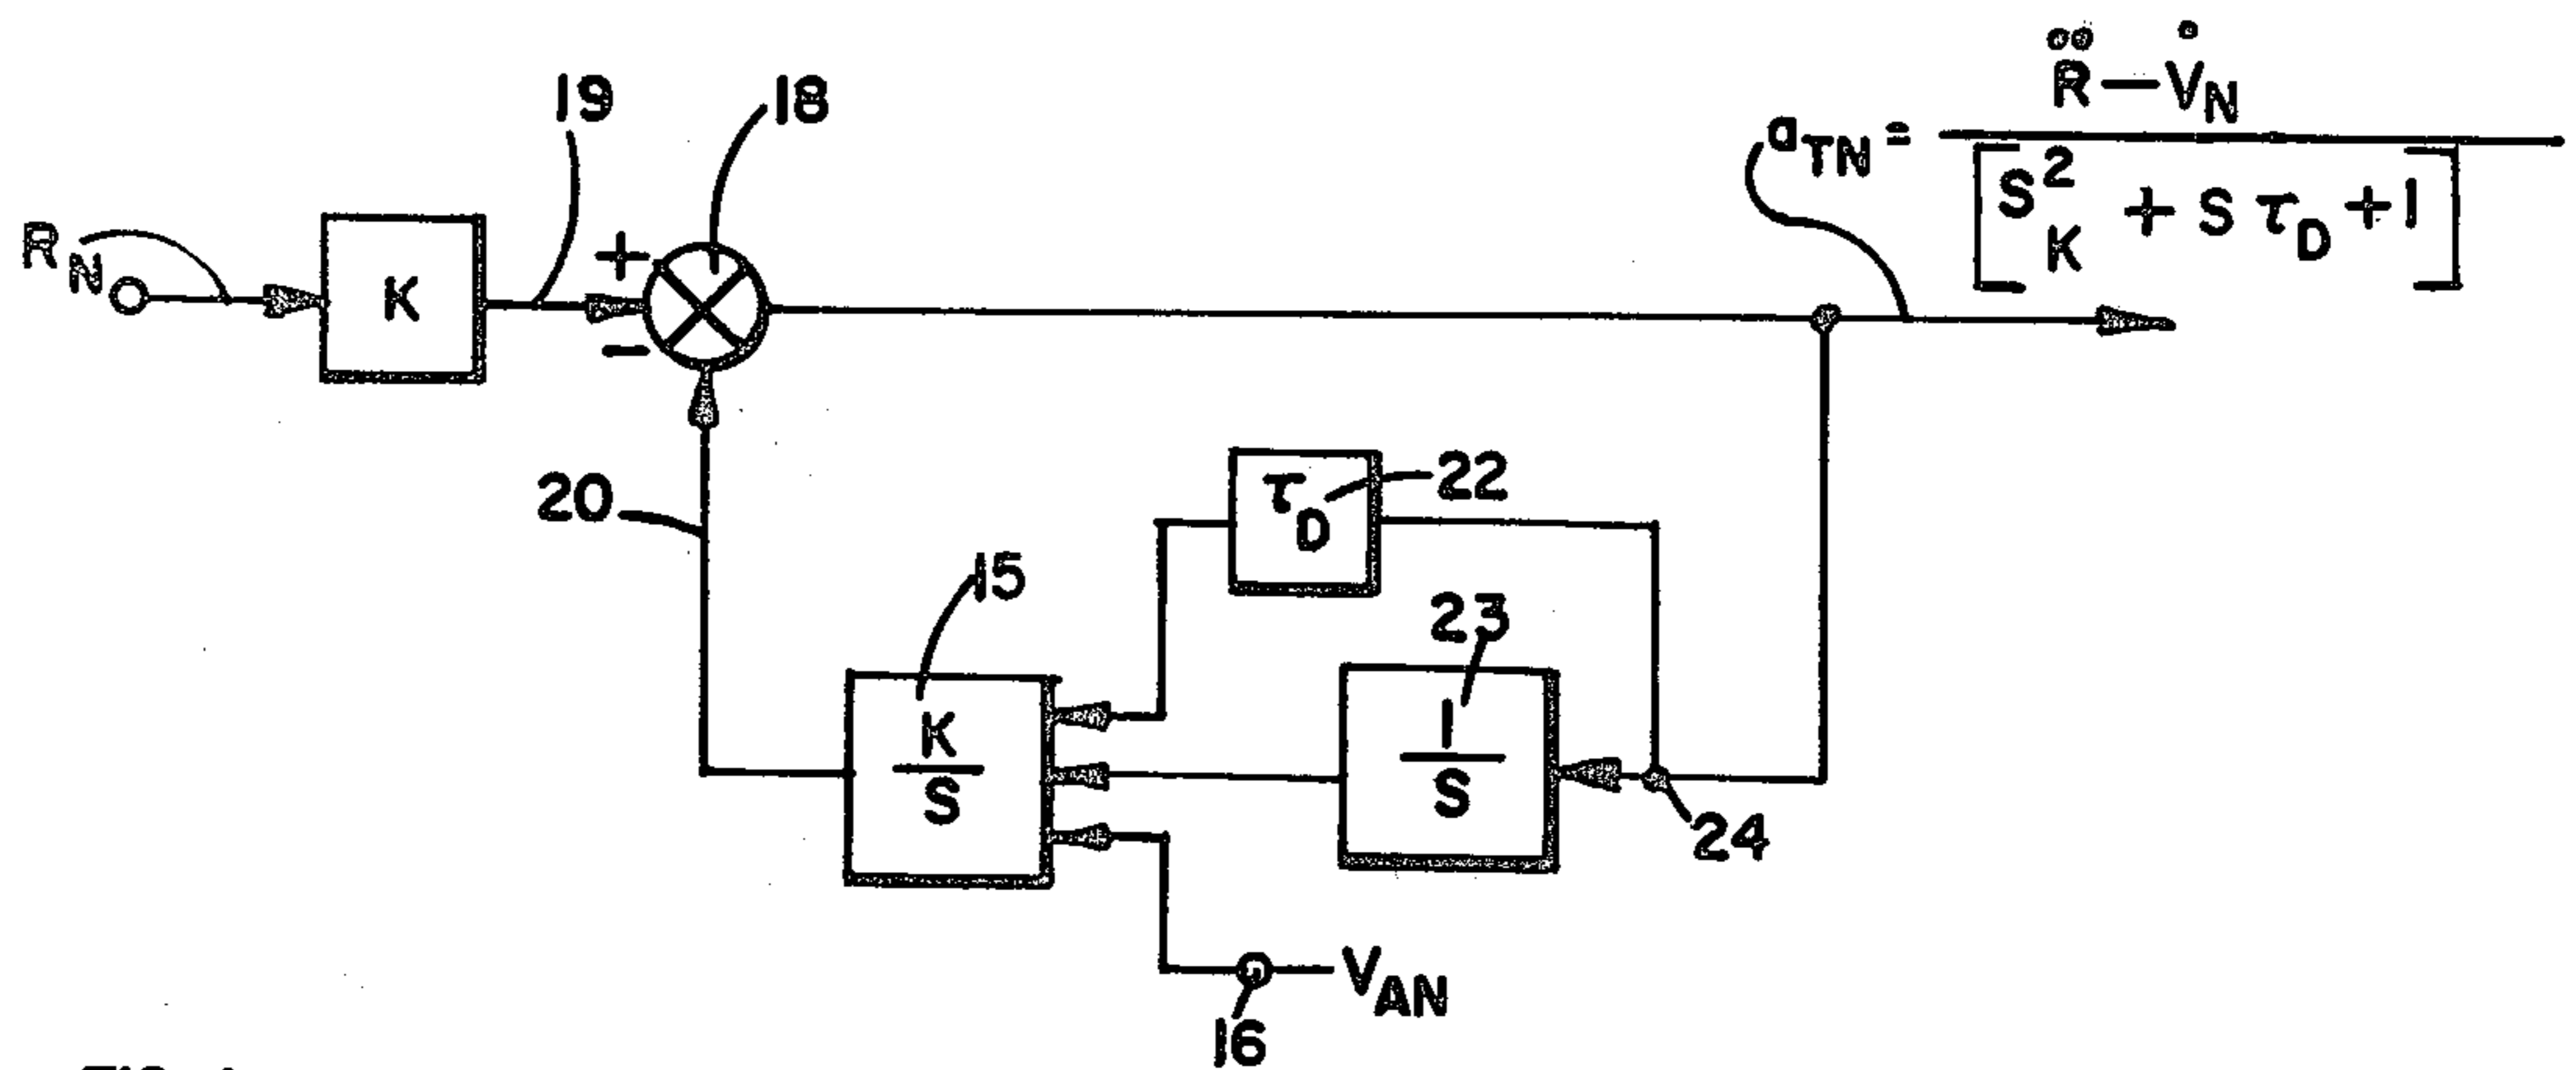 R̈ — V̇N
aTN =
S²/K + S τD + 1
19
18
RN
K
+
−
20
τD
22
15
23
K/S
1/S
24
VAN
16